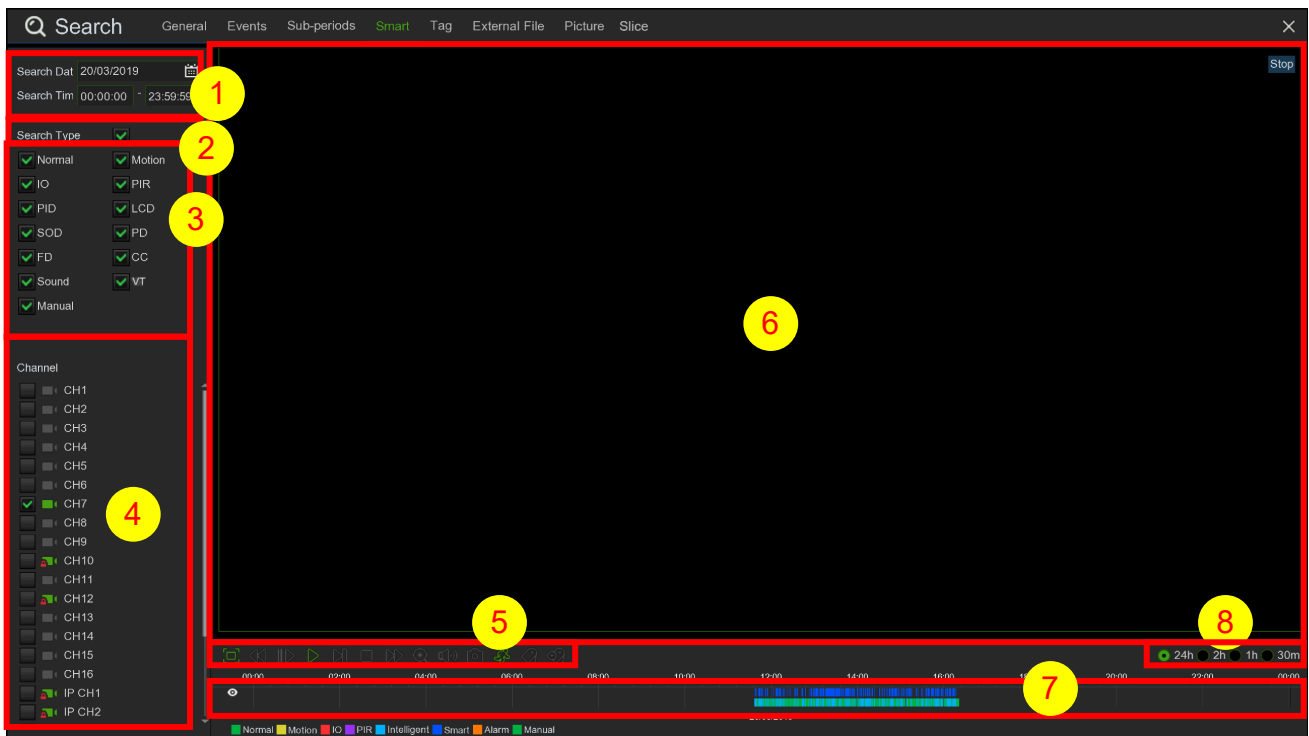 Search General Events Sub-periods Smart Tag External File Picture Slice
Stop
Search Dat 20/03/2019
Search Tim 00:00:00 - 23:59:59
1
Search Type
2
Normal Motion
IO PIR
PID LCD
3
SOD PD
FD CC
Sound VT
Manual
6
Channel
CH1
CH2
CH3
CH4
CH5
CH6
CH7
4
CH8
CH9
CH10
CH11
CH12
CH13
CH14
CH15
CH16
IP CH1
IP CH2
5
8
24h 2h 1h 30m
00:00 02:00 04:00 06:00 08:00 10:00 12:00 14:00 16:00 20:00 22:00 00:00
7
Normal Motion IO PIR Intelligent Smart Alarm Manual